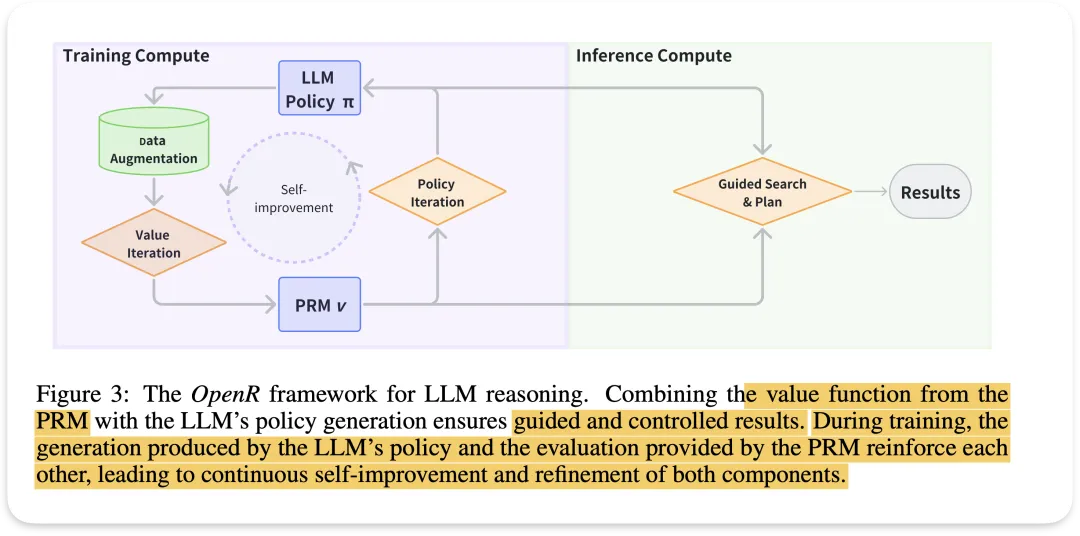 Training Compute
Inference Compute
LLM
Policy π
Data
Augmentation
Self-
improvement
Policy
Iteration
Value
Iteration
PRM v
Guided Search
& Plan
Results
Figure 3: The OpenR framework for LLM reasoning. Combining the value function from the
PRM with the LLM’s policy generation ensures guided and controlled results. During training, the
generation produced by the LLM’s policy and the evaluation provided by the PRM reinforce each
other, leading to continuous self-improvement and refinement of both components.